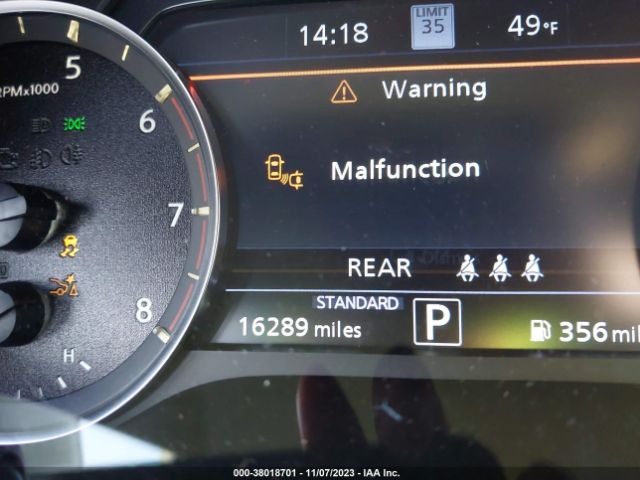 14:18
LIMIT
35
49°F
5
RPMx1000
Warning
6
Malfunction
7
REAR
8
STANDARD
16289 miles
P
356 mil
H
000-38018701 - 11/07/2023 - IAA Inc.